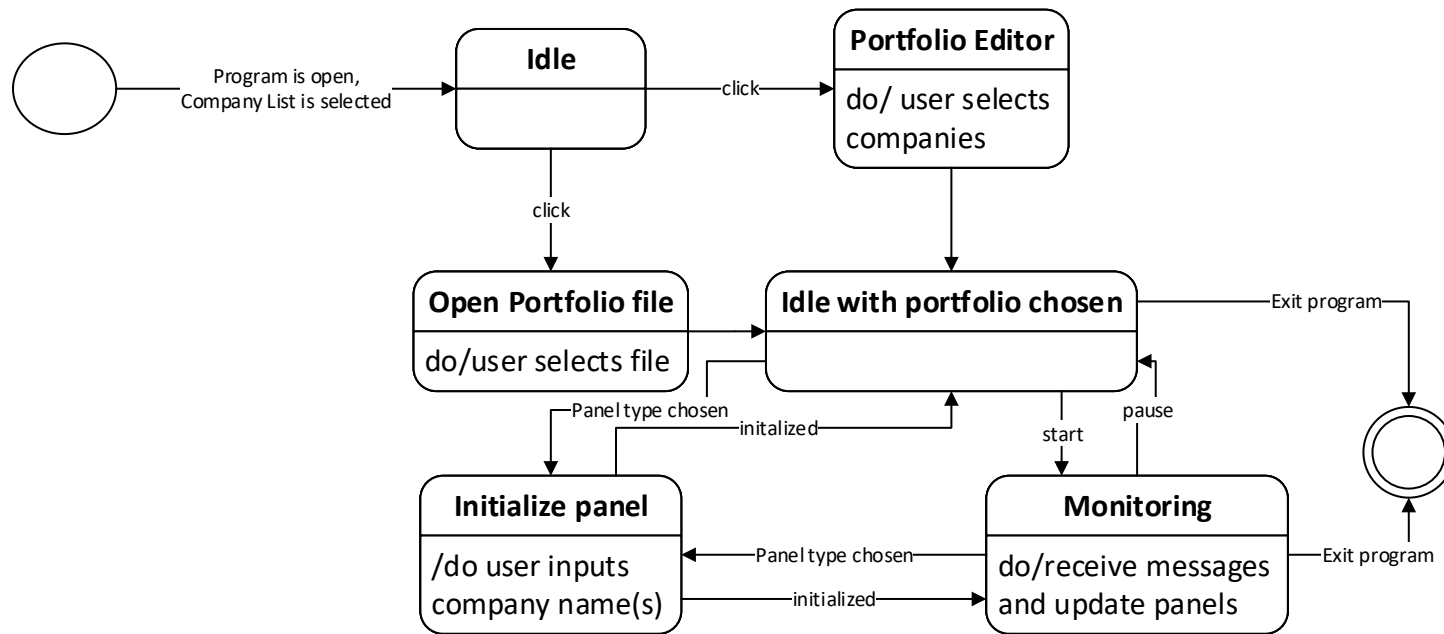 Program is open,
Company List is selected
Idle
click
Portfolio Editor
do/ user selects
companies
click
Open Portfolio file
do/user selects file
Idle with portfolio chosen
Exit program
Panel type chosen
initalized
start
pause
Initialize panel
/do user inputs
company name(s)
Panel type chosen
initialized
Monitoring
do/receive messages
and update panels
Exit program